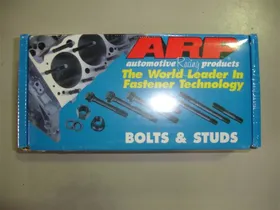 ARP
automotive Racing products
The World Leader In
Fastener Technology
BOLTS & STUDS